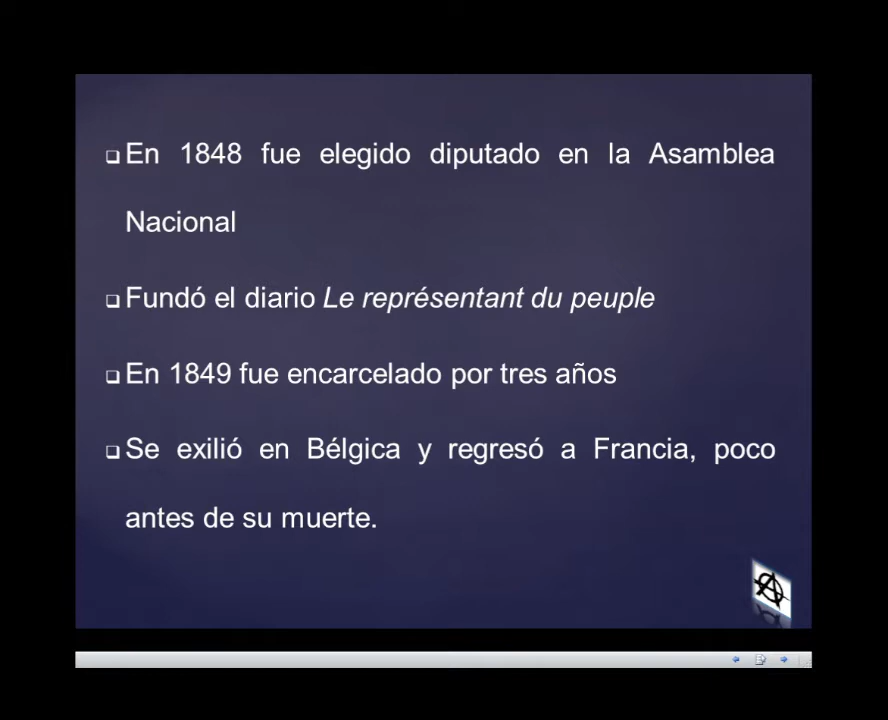 ❑En 1848 fue elegido diputado en la Asamblea
Nacional
❑Fundó el diario Le représentant du peuple
❑En 1849 fue encarcelado por tres años
❑Se exilió en Bélgica y regresó a Francia, poco
antes de su muerte.